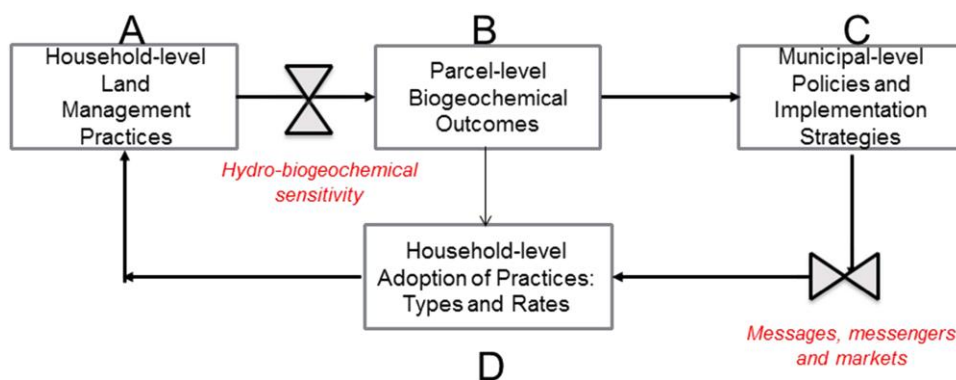 A
Household-level
Land
Management
Practices
B
Parcel-level
Biogeochemical
Outcomes
C
Municipal-level
Policies and
Implementation
Strategies
Hydro-biogeochemical
sensitivity
Household-level
Adoption of Practices:
Types and Rates
D
Messages, messengers
and markets